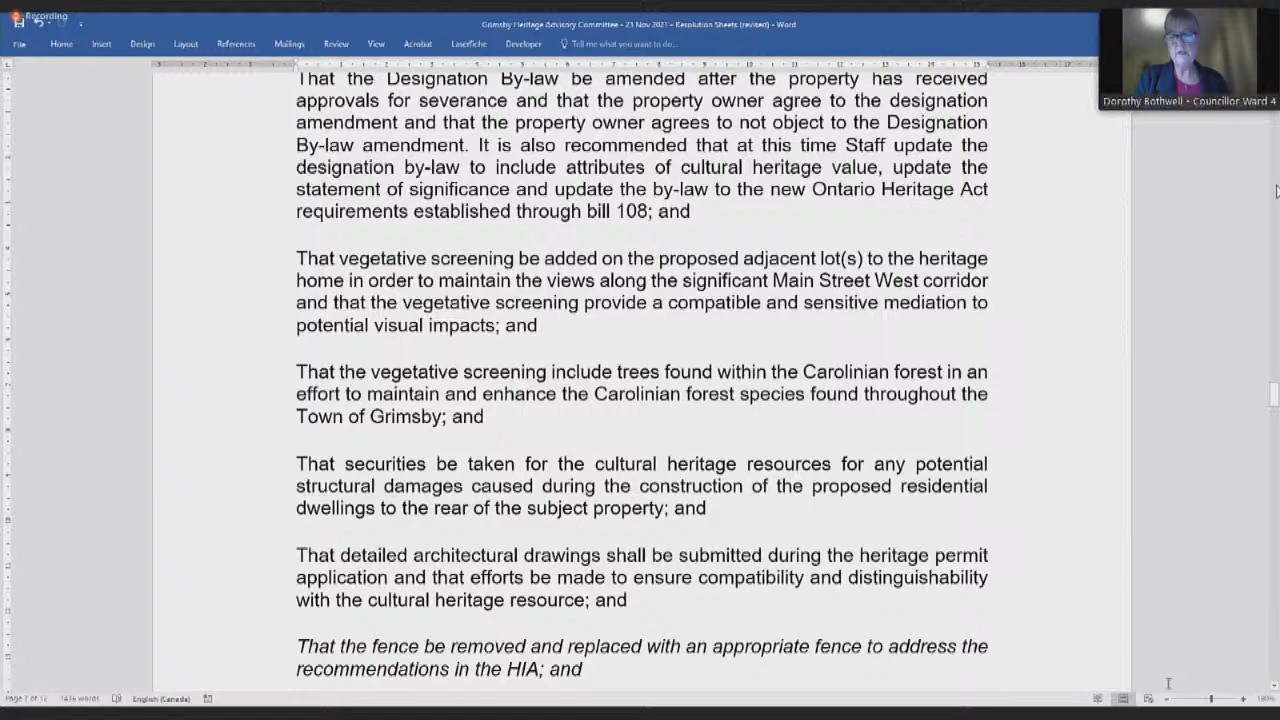 Recording
Grimsby Heritage Advisory Committee - 23 Nov 2021 - Resolution Sheets (revised) - Word
File Home Insert Design Layout References Mailings Review View Acrobat Laserfiche Developer Tell me what you want to do...
Dorothy Bothwell • Councillor Ward 4
That the Designation By-law be amended after the property has received
approvals for severance and that the property owner agree to the designation
amendment and that the property owner agrees to not object to the Designation
By-law amendment. It is also recommended that at this time Staff update the
designation by-law to include attributes of cultural heritage value, update the
statement of significance and update the by-law to the new Ontario Heritage Act
requirements established through bill 108; and
That vegetative screening be added on the proposed adjacent lot(s) to the heritage
home in order to maintain the views along the significant Main Street West corridor
and that the vegetative screening provide a compatible and sensitive mediation to
potential visual impacts; and
That the vegetative screening include trees found within the Carolinian forest in an
effort to maintain and enhance the Carolinian forest species found throughout the
Town of Grimsby; and
That securities be taken for the cultural heritage resources for any potential
structural damages caused during the construction of the proposed residential
dwellings to the rear of the subject property; and
That detailed architectural drawings shall be submitted during the heritage permit
application and that efforts be made to ensure compatibility and distinguishability
with the cultural heritage resource; and
That the fence be removed and replaced with an appropriate fence to address the
recommendations in the HIA; and
Page 7 of 12 1436 words English (Canada) 180%